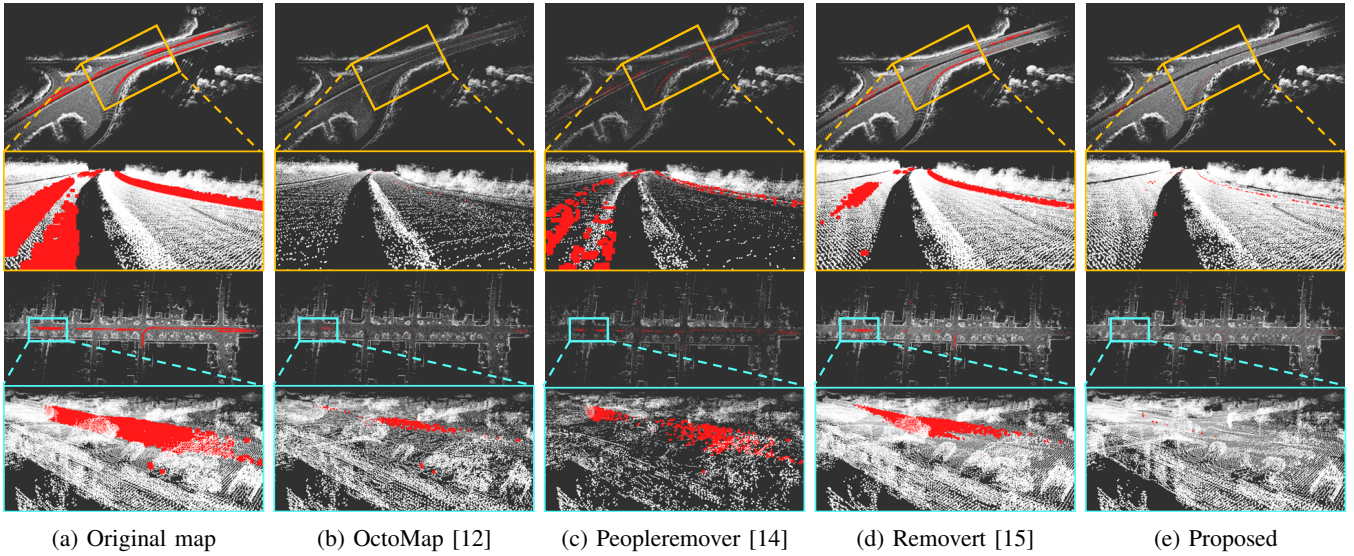 (a) Original map
(b) OctoMap [12]
(c) Peopleremover [14]
(d) Removert [15]
(e) Proposed